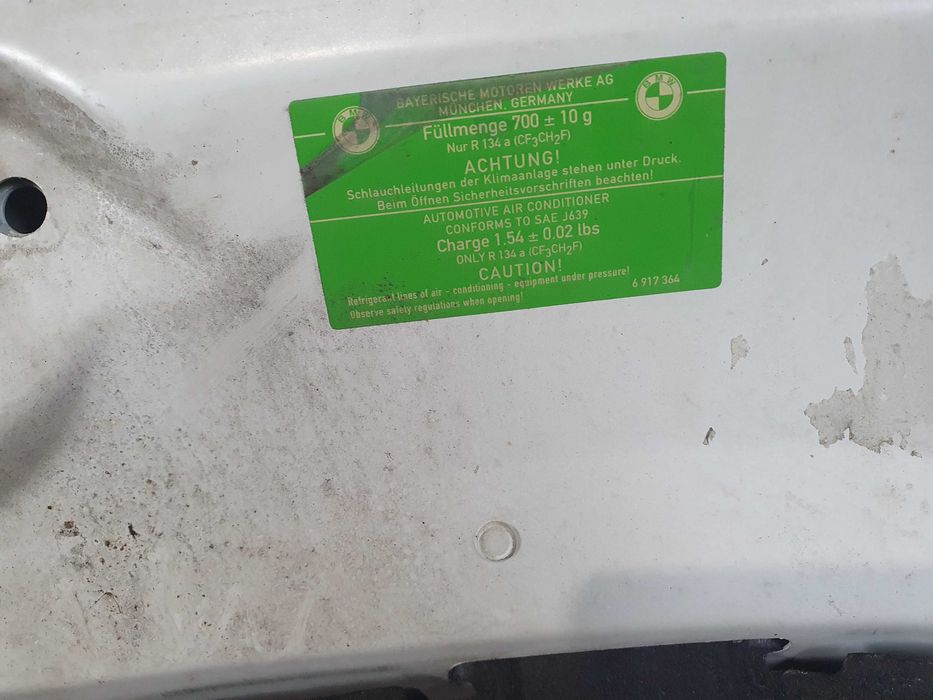 BAYERISCHE MOTOREN WERKE AG
MÜNCHEN, GERMANY
BMW
BMW
Füllmenge 700 ± 10 g
Nur R 134 a (CF₃CH₂F)
ACHTUNG!
Schlauchleitungen der Klimaanlage stehen unter Druck.
Beim Öffnen Sicherheitsvorschriften beachten!
AUTOMOTIVE AIR CONDITIONER
CONFORMS TO SAE J639
Charge 1.54 ± 0.02 lbs
ONLY R 134 a (CF₃CH₂F)
CAUTION!
Refrigerant lines of air - conditioning - equipment under pressure!
Observe safety regulations when opening!
6 917 364